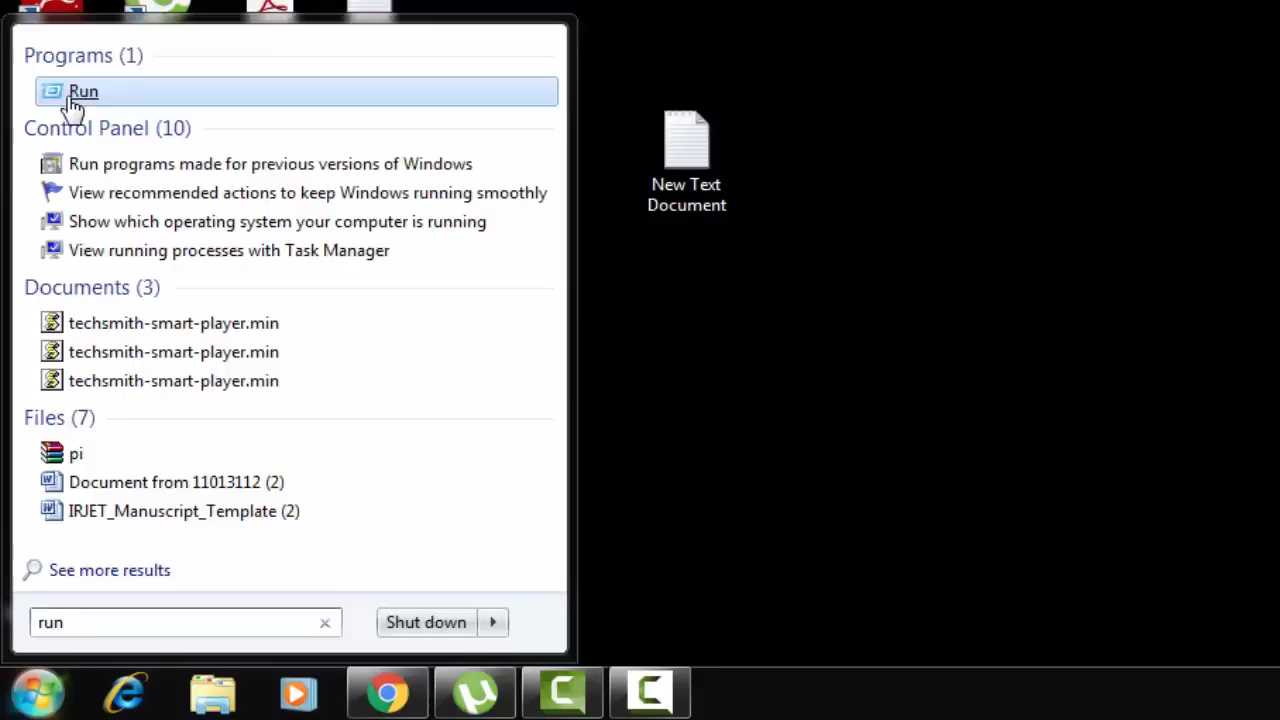 Programs (1)
Run
Control Panel (10)
Run programs made for previous versions of Windows
View recommended actions to keep Windows running smoothly
Show which operating system your computer is running
View running processes with Task Manager
Documents (3)
techsmith-smart-player.min
techsmith-smart-player.min
techsmith-smart-player.min
Files (7)
pi
Document from 11013112 (2)
IRJET_Manuscript_Template (2)
See more results
run
Shut down
New Text
Document